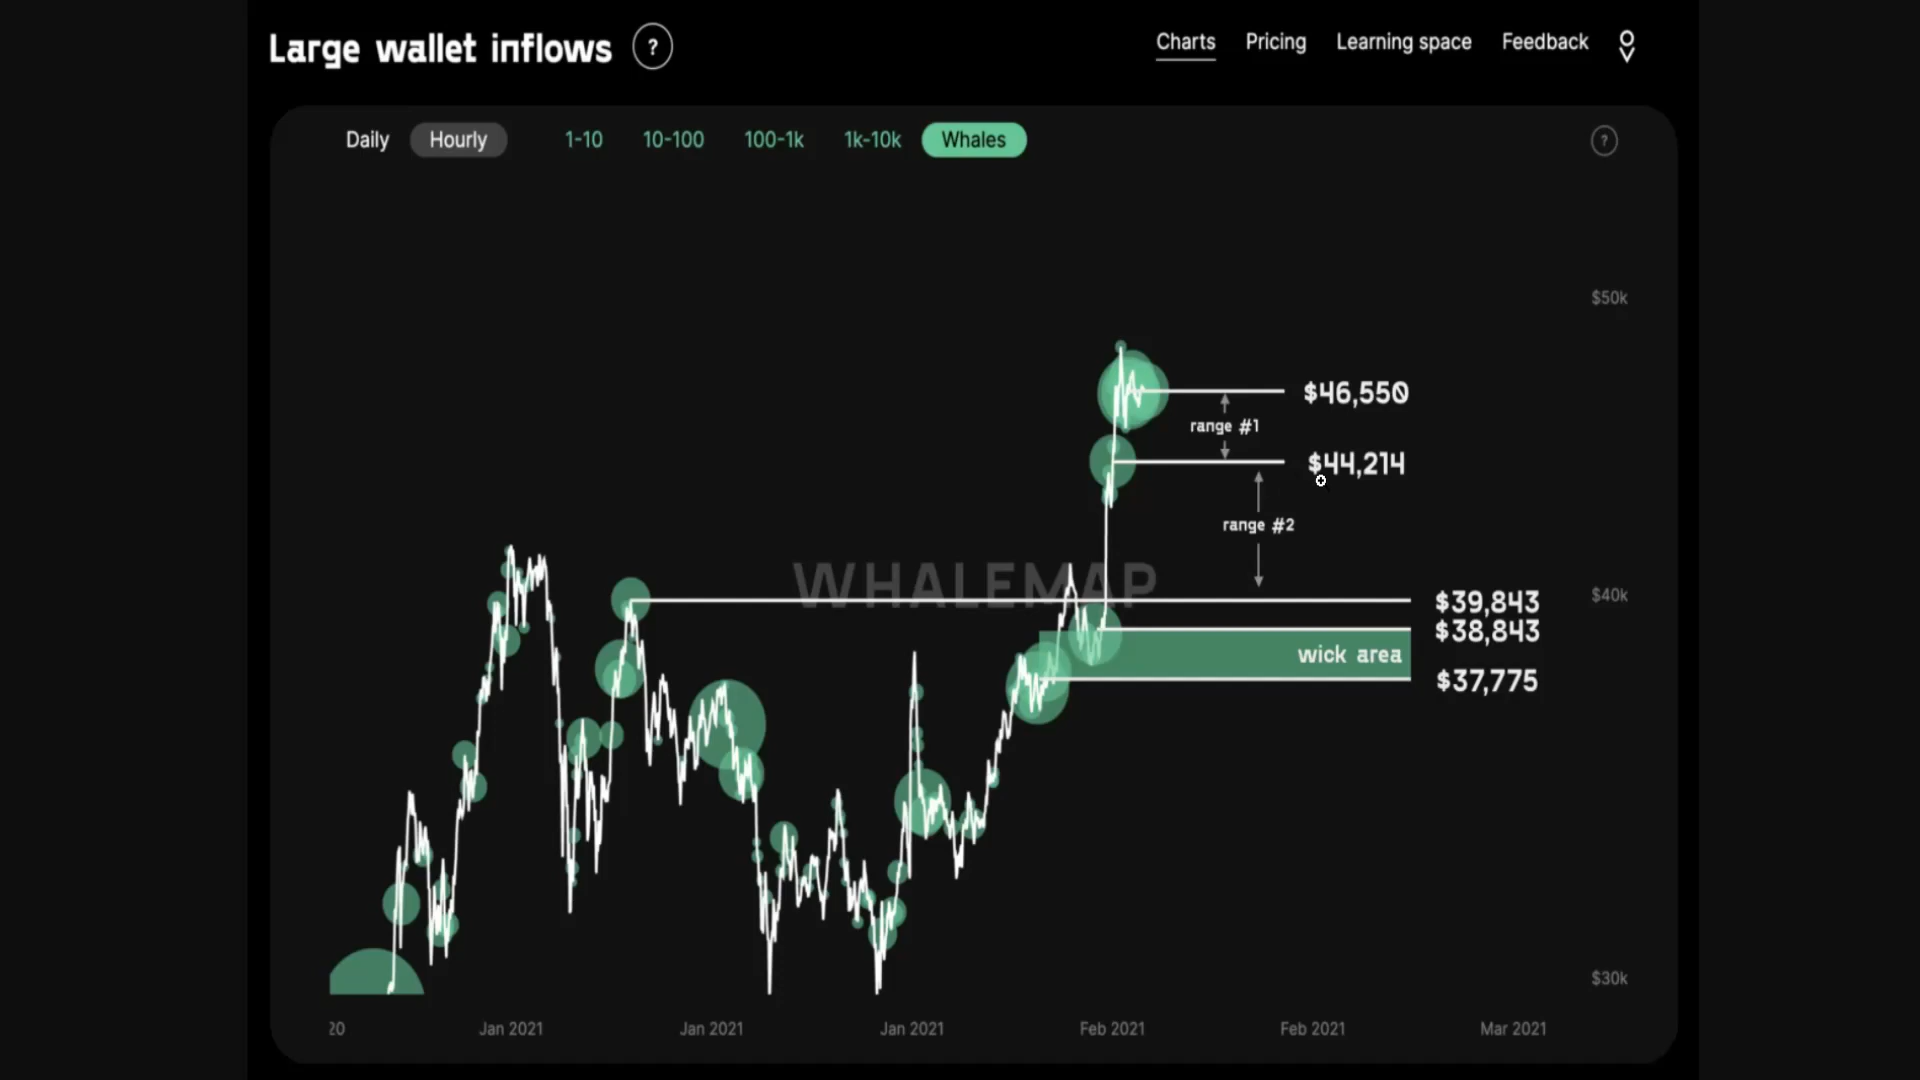 Large wallet inflows ?
Charts Pricing Learning space Feedback
Daily Hourly 1-10 10-100 100-1k 1k-10k Whales ?
$50k
$46,550
range #1
$44,214
range #2
WHALEMAP
$39,843
$40k
$38,843
wick area
$37,775
$30k
20 Jan 2021 Jan 2021 Jan 2021 Feb 2021 Feb 2021 Mar 2021